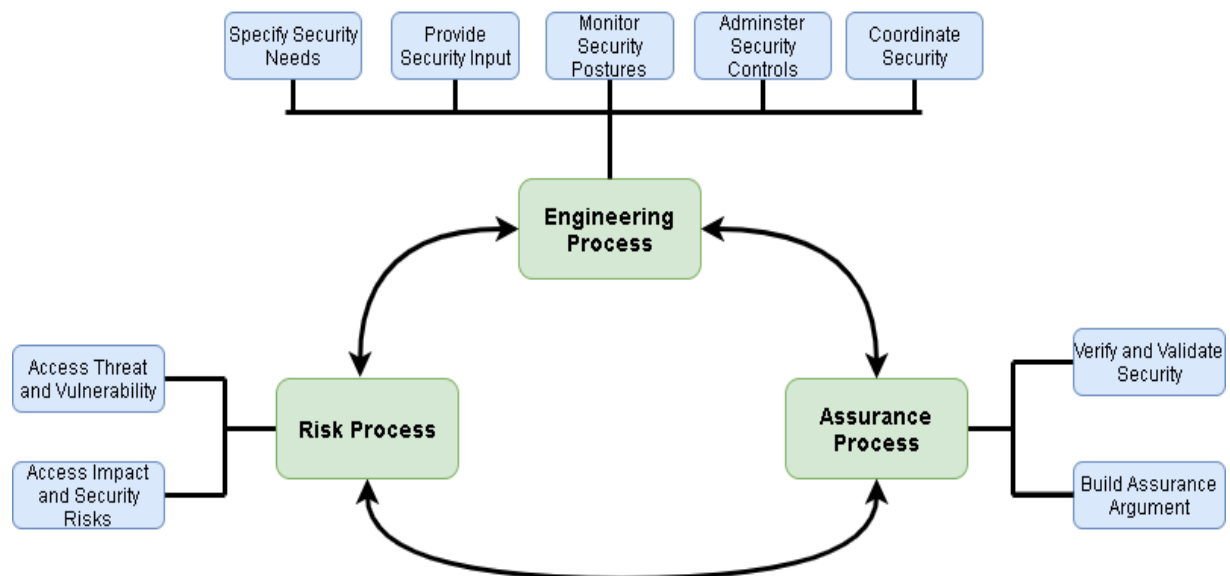 Specify Security
Needs
Provide
Security Input
Monitor
Security
Postures
Adminster
Security
Controls
Coordinate
Security
Engineering
Process
Access Threat
and Vulnerability
Risk Process
Access Impact
and Security
Risks
Assurance
Process
Verify and Validate
Security
Build Assurance
Argument